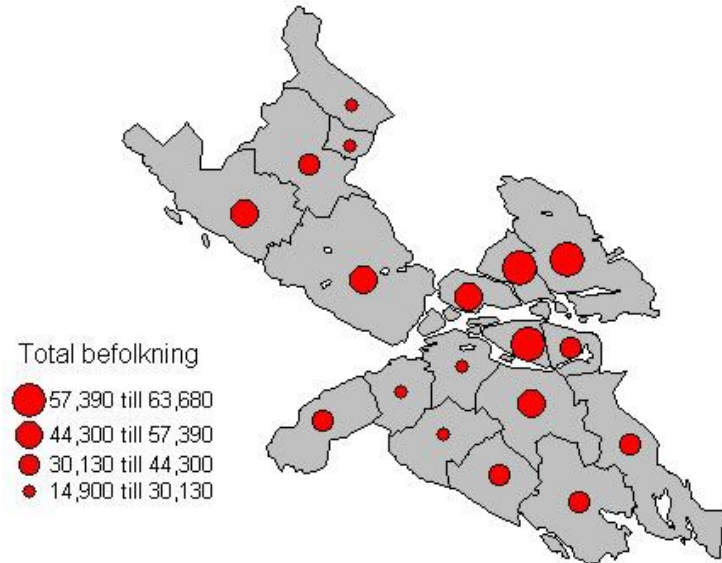 Total befolkning
57,390 till 63,680
44,300 till 57,390
30,130 till 44,300
14,900 till 30,130